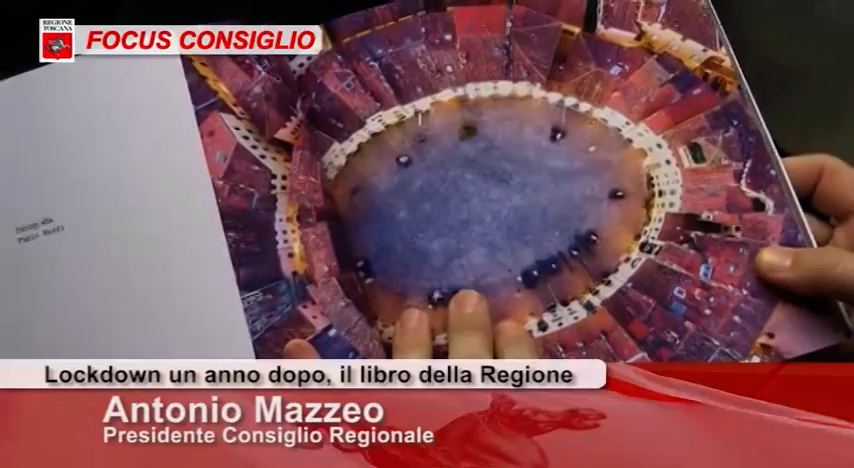 REGIONE
TOSCANA
FOCUS CONSIGLIO
Lockdown un anno dopo, il libro della Regione
Antonio Mazzeo
Presidente Consiglio Regionale